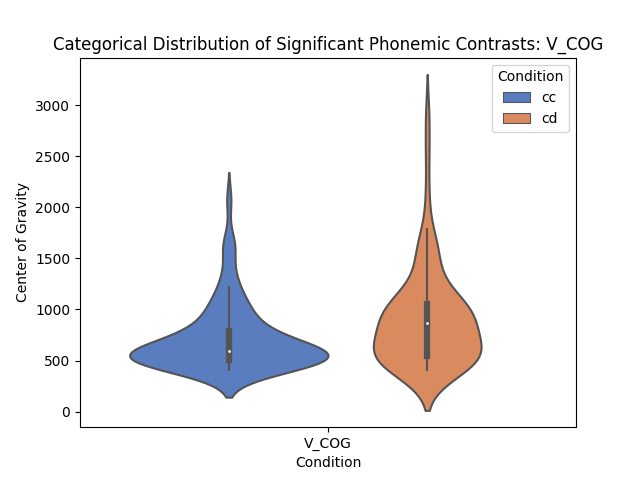 Categorical Distribution of Significant Phonemic Contrasts: V_COG
Condition
cc
cd
3000
2500
2000
1500
1000
500
0
Center of Gravity
V_COG
Condition